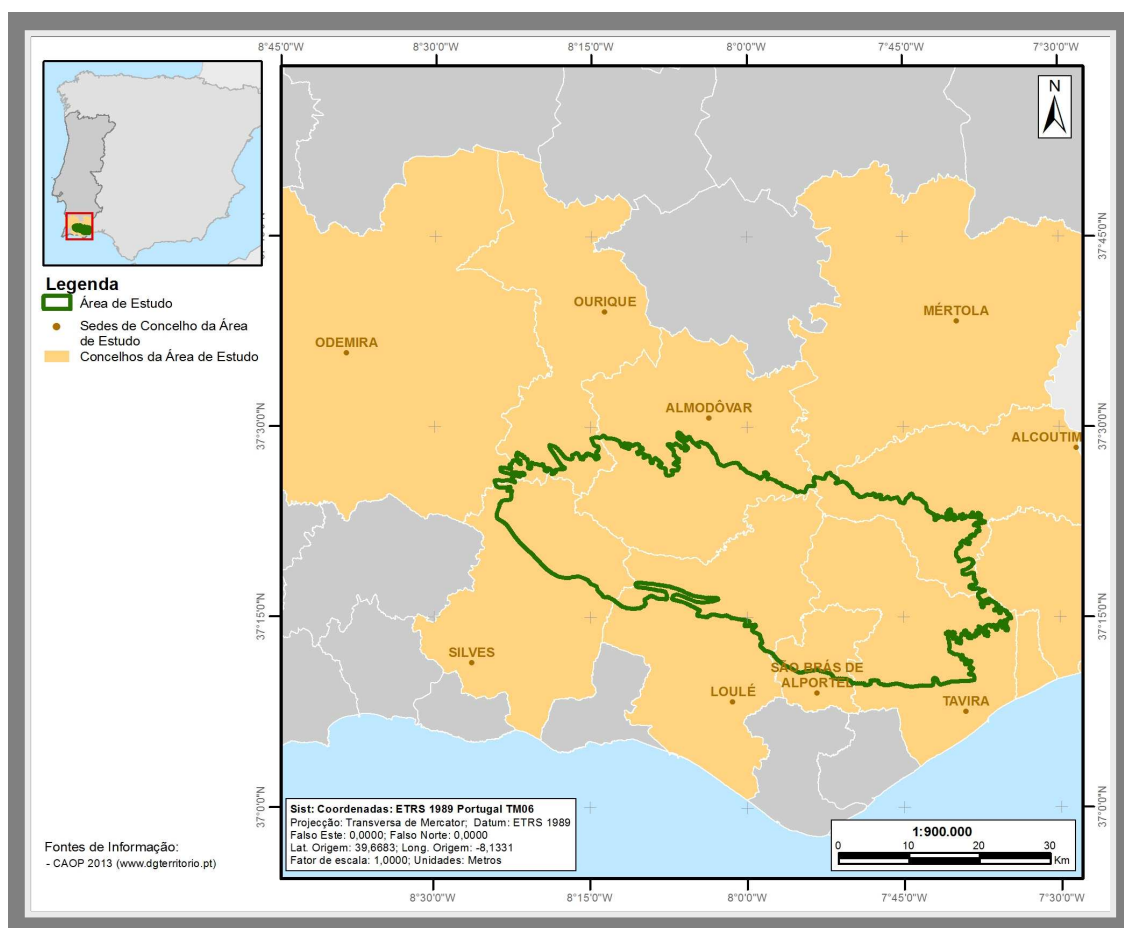 8°45'0"W 8°30'0"W 8°15'0"W 8°0'0"W 7°45'0"W 7°30'0"W
N
37°45'0"N
37°45'0"N
Legenda
Área de Estudo
Sedes de Concelho da Área
de Estudo
Concelhos da Área de Estudo
OURIQUE
MÉRTOLA
ODEMIRA
ALMODÔVAR
37°30'0"N
37°30'0"N
ALCOUTIM
37°15'0"N
37°15'0"N
SILVES
SÃO BRÁS DE
ALPORTEL
LOULÉ
TAVIRA
37°0'0"N
37°0'0"N
Sist: Coordenadas: ETRS 1989 Portugal TM06
Projecção: Transversa de Mercator; Datum: ETRS 1989
Falso Este: 0,0000; Falso Norte: 0,0000
Lat. Origem: 39,6683; Long. Origem: -8,1331
Fator de escala: 1,0000; Unidades: Metros
1:900.000
0 10 20 30
Km
Fontes de Informação:
- CAOP 2013 (www.dgterritorio.pt)
8°30'0"W 8°15'0"W 8°0'0"W 7°45'0"W 7°30'0"W